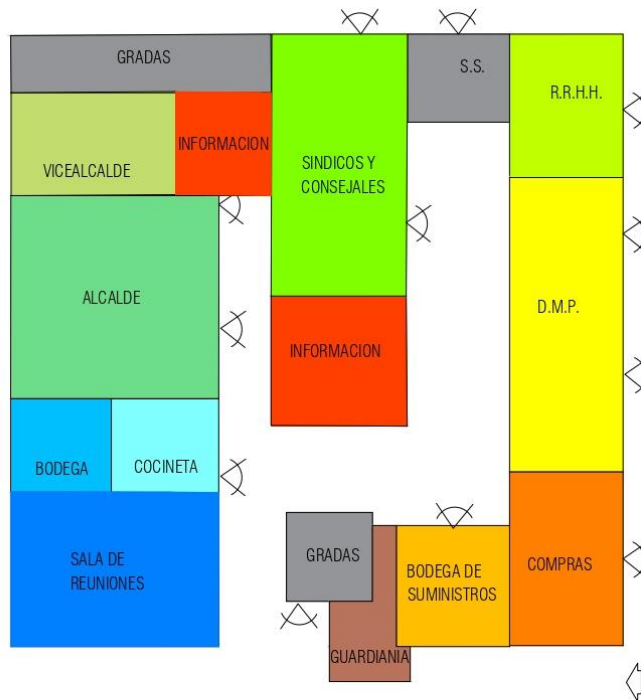 GRADAS
S.S.
R.R.H.H.
INFORMACION
VICEALCALDE
SINDICOS Y
CONSEJALES
ALCALDE
D.M.P.
INFORMACION
BODEGA
COCINETA
SALA DE
REUNIONES
GRADAS
BODEGA DE
SUMINISTROS
COMPRAS
GUARDIANIA